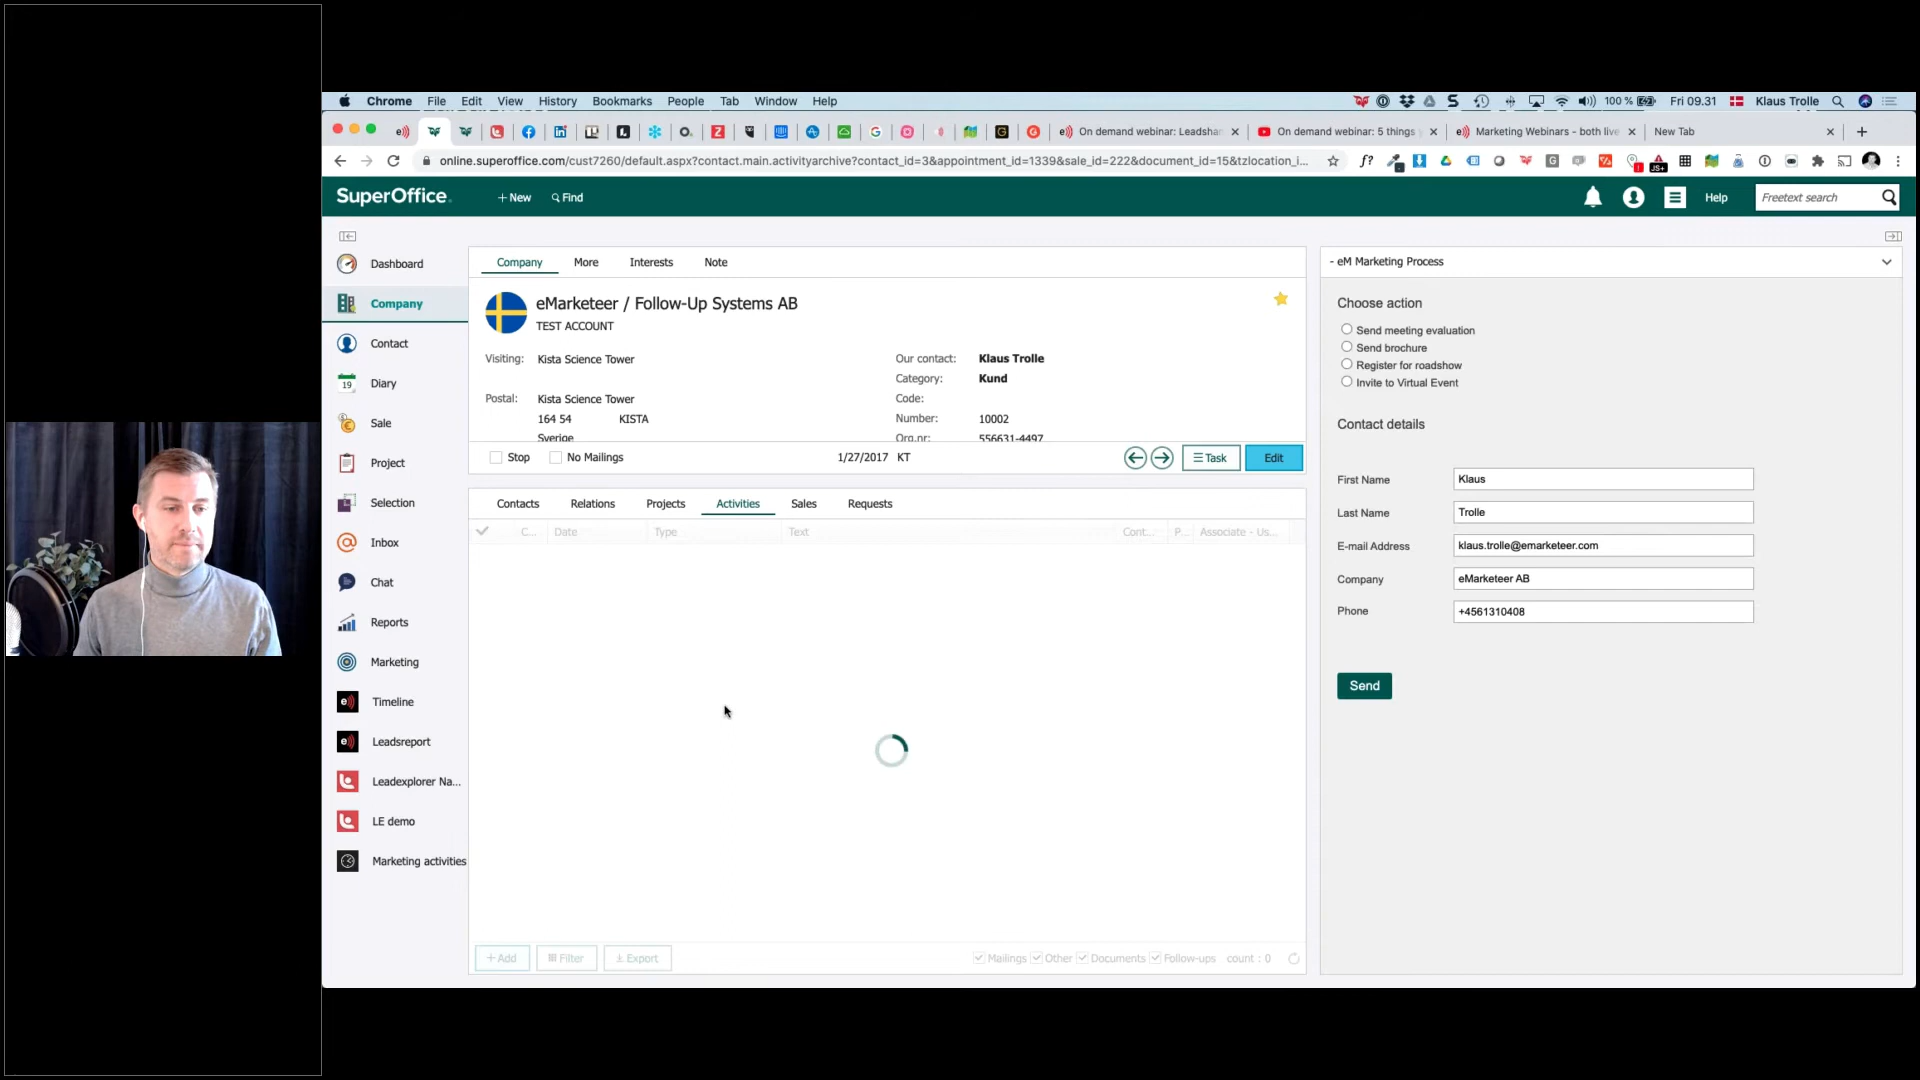 Chrome File Edit View History Bookmarks People Tab Window Help
100 % Fri 09.31 Klaus Trolle
On demand webinar: Leadshar
On demand webinar: 5 things
Marketing Webinars - both live
New Tab
online.superoffice.com/cust7260/default.aspx?contact.main.activityarchive?contact_id=3&appointment_id=1339&sale_id=222&document_id=15&tzlocation_i...
SuperOffice
+ New
Find
Help
Freetext search
Dashboard
Company
Contact
19
Diary
Sale
Project
Selection
Inbox
Chat
Reports
Marketing
Timeline
Leadsreport
Leadexplorer Na...
LE demo
Marketing activities
Company More Interests Note
eMarketeer / Follow-Up Systems AB
TEST ACCOUNT
Visiting: Kista Science Tower
Postal: Kista Science Tower
164 54 KISTA
Sverige
Our contact: Klaus Trolle
Category: Kund
Code:
Number: 10002
Org.nr: 556631-4497
Stop No Mailings 1/27/2017 KT
Task Edit
Contacts Relations Projects Activities Sales Requests
C... Date Type Text Cont... P... Associate - Us...
+ Add Filter Export
Mailings Other Documents Follow-ups count : 0
- eM Marketing Process
Choose action
Send meeting evaluation
Send brochure
Register for roadshow
Invite to Virtual Event
Contact details
First Name Klaus
Last Name Trolle
E-mail Address klaus.trolle@emarketeer.com
Company eMarketeer AB
Phone +4561310408
Send